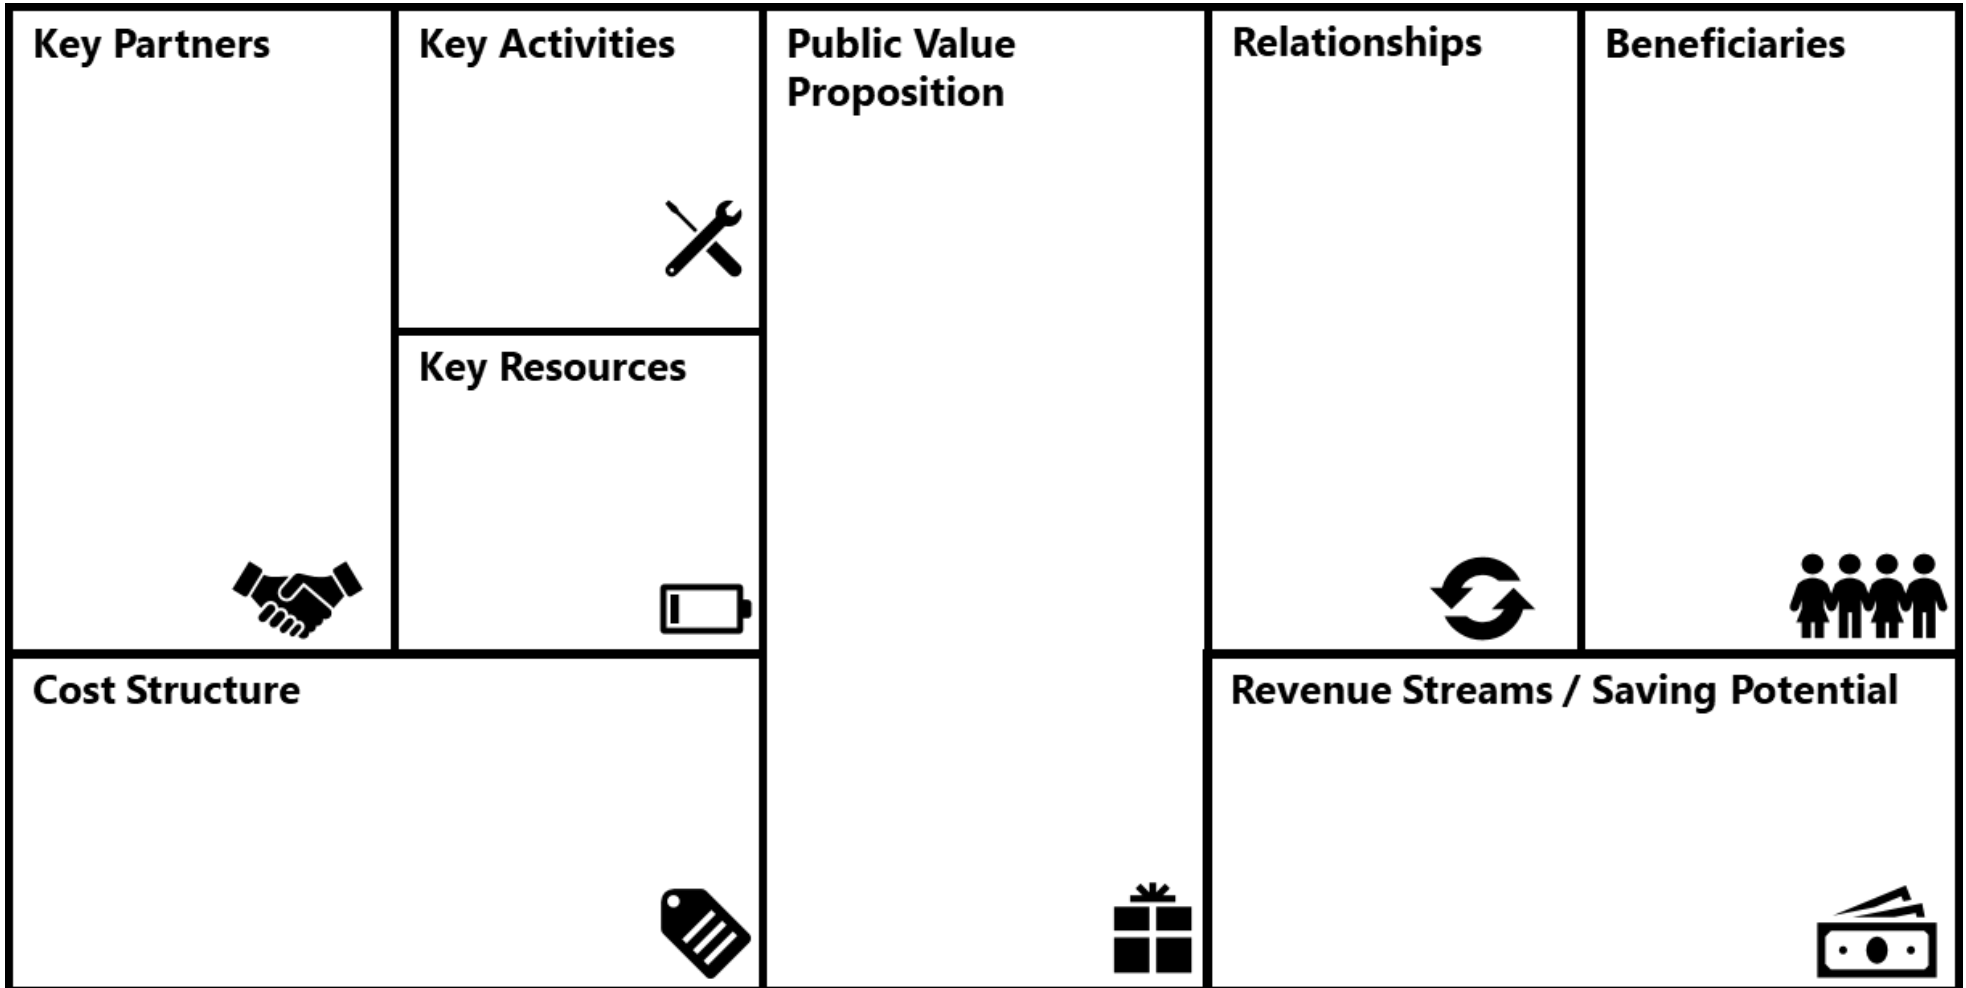 Key Partners
Key Activities
Key Resources
Public Value
Proposition
Relationships
Beneficiaries
Cost Structure
Revenue Streams / Saving Potential